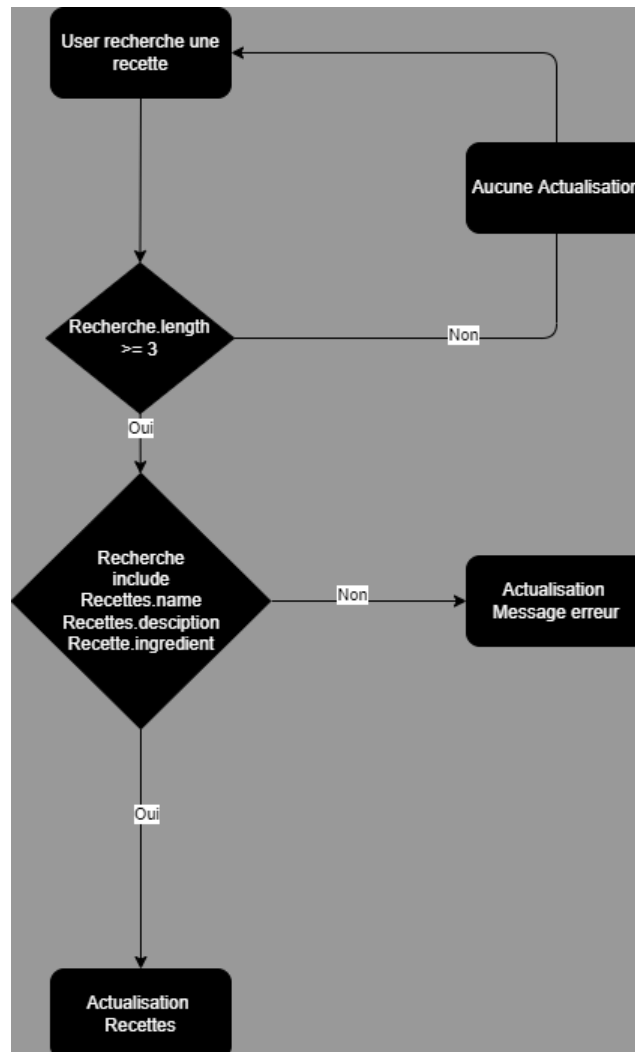 User recherche une
recette
Aucune Actualisation
Recherche.length
>= 3
Non
Oui
Recherche
include
Recettes.name
Recettes.desciption
Recette.ingredient
Non
Actualisation
Message erreur
Oui
Actualisation
Recettes